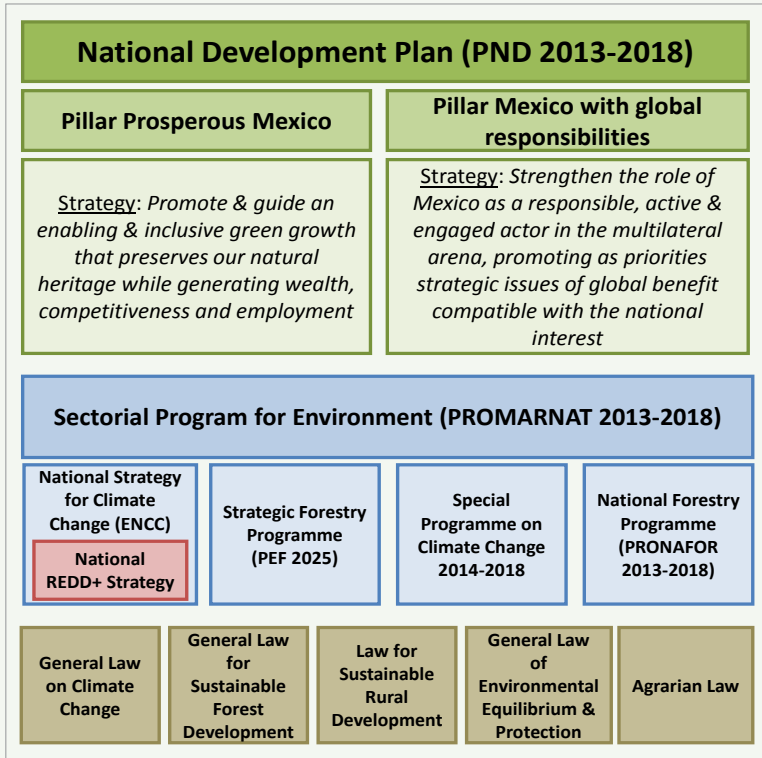 National Development Plan (PND 2013-2018)
Pillar Prosperous Mexico
Pillar Mexico with global
responsibilities
Strategy: Promote & guide an
enabling & inclusive green growth
that preserves our natural
heritage while generating wealth,
competitiveness and employment
Strategy: Strengthen the role of
Mexico as a responsible, active &
engaged actor in the multilateral
arena, promoting as priorities
strategic issues of global benefit
compatible with the national
interest
Sectorial Program for Environment (PROMARNAT 2013-2018)
National Strategy
for Climate
Change (ENCC)
National
REDD+ Strategy
Strategic Forestry
Programme
(PEF 2025)
Special
Programme on
Climate Change
2014-2018
National Forestry
Programme
(PRONAFOR
2013-2018)
General Law
on Climate
Change
General Law
for
Sustainable
Forest
Development
Law for
Sustainable
Rural
Development
General Law
of
Environmental
Equilibrium &
Protection
Agrarian Law